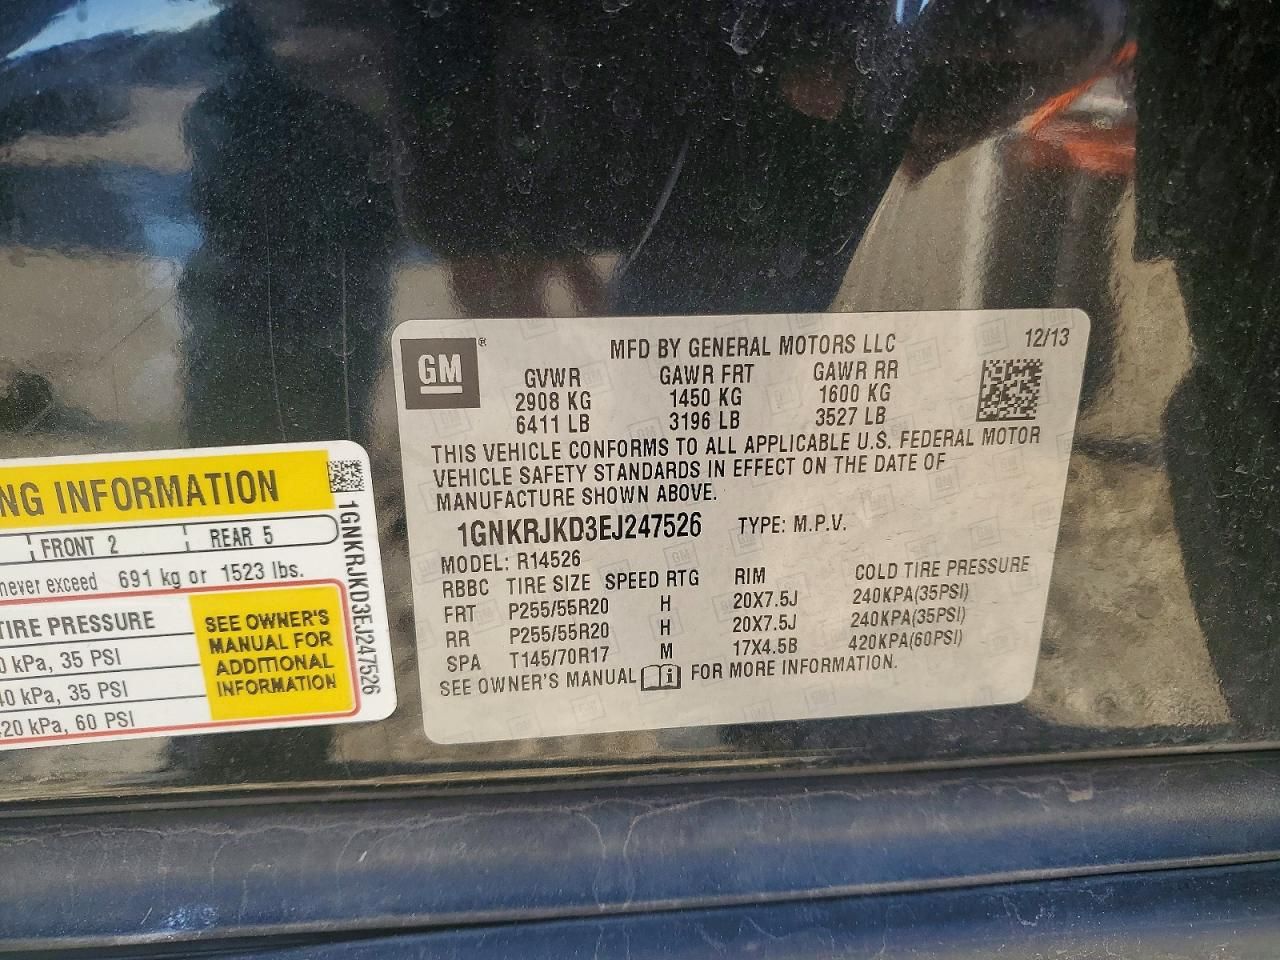 NG INFORMATION
FRONT 2
REAR 5
never exceed 691 kg or 1523 lbs.
TIRE PRESSURE
kPa, 35 PSI
kPa, 35 PSI
20 kPa, 60 PSI
SEE OWNER'S
MANUAL FOR
ADDITIONAL
INFORMATION
1GNKRJKD3EJ247526
GM®
MFD BY GENERAL MOTORS LLC
12/13
GVWR GAWR FRT GAWR RR
2908 KG 1450 KG 1600 KG
6411 LB 3196 LB 3527 LB
THIS VEHICLE CONFORMS TO ALL APPLICABLE U.S. FEDERAL MOTOR
VEHICLE SAFETY STANDARDS IN EFFECT ON THE DATE OF
MANUFACTURE SHOWN ABOVE.
1GNKRJKD3EJ247526 TYPE: M.P.V.
MODEL: R14526
RBBC TIRE SIZE SPEED RTG RIM COLD TIRE PRESSURE
FRT P255/55R20 H 20X7.5J 240KPA(35PSI)
RR P255/55R20 H 20X7.5J 240KPA(35PSI)
SPA T145/70R17 M 17X4.5B 420KPA(60PSI)
SEE OWNER'S MANUAL FOR MORE INFORMATION.